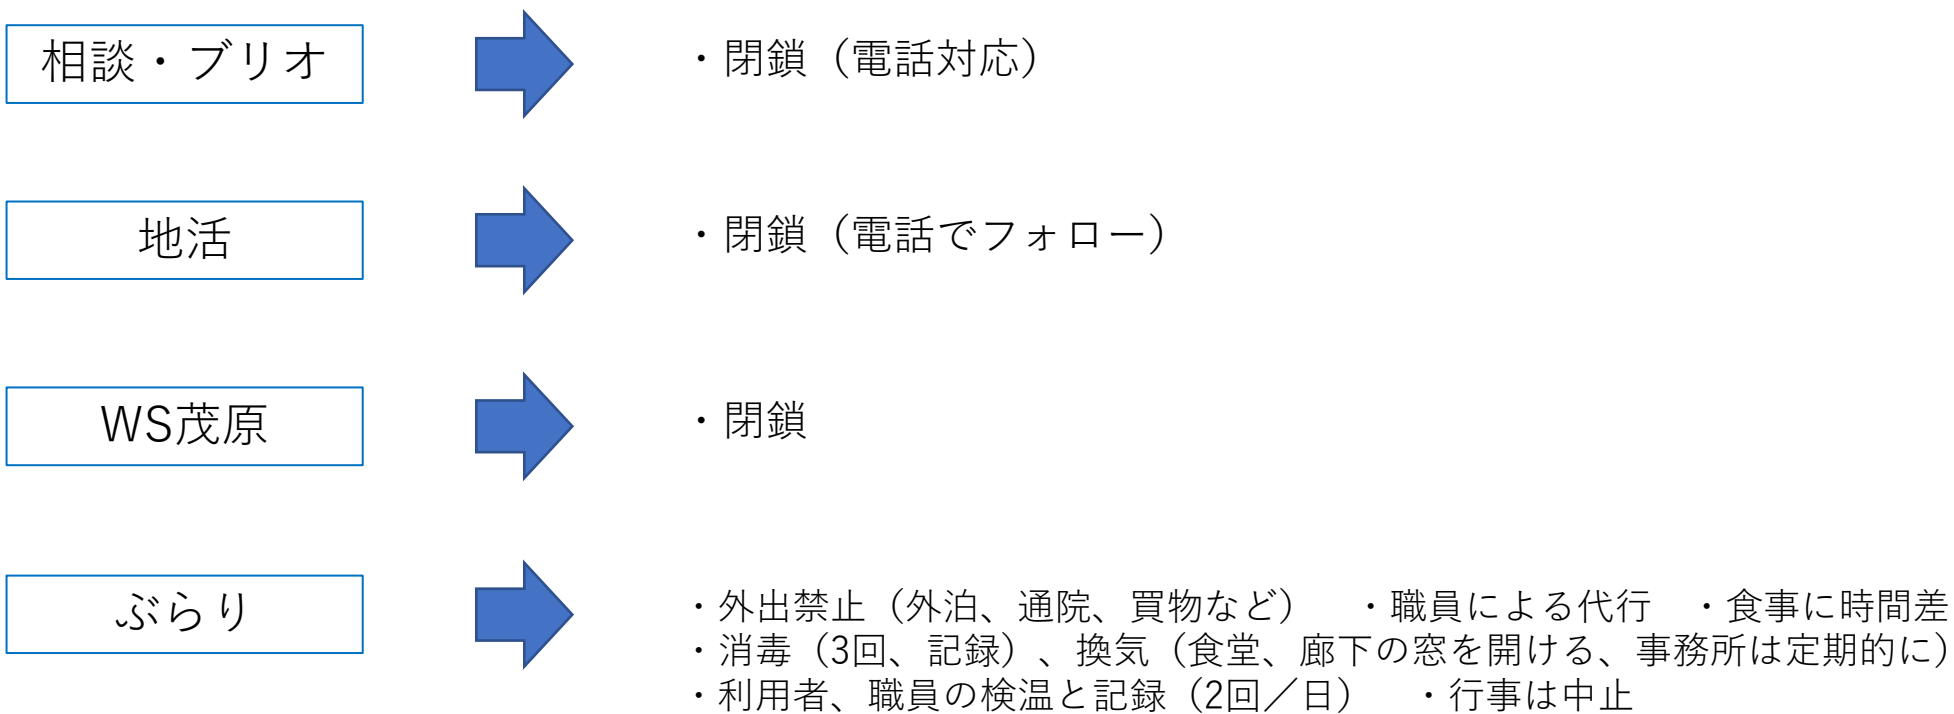 相談・ブリオ
・閉鎖（電話対応）
地活
・閉鎖（電話でフォロー）
WS茂原
・閉鎖
ぶらり
・外出禁止（外泊、通院、買物など）　・職員による代行　・食事に時間差
・消毒（3回、記録）、換気（食堂、廊下の窓を開ける、事務所は定期的に）
・利用者、職員の検温と記録（2回／日）　・行事は中止